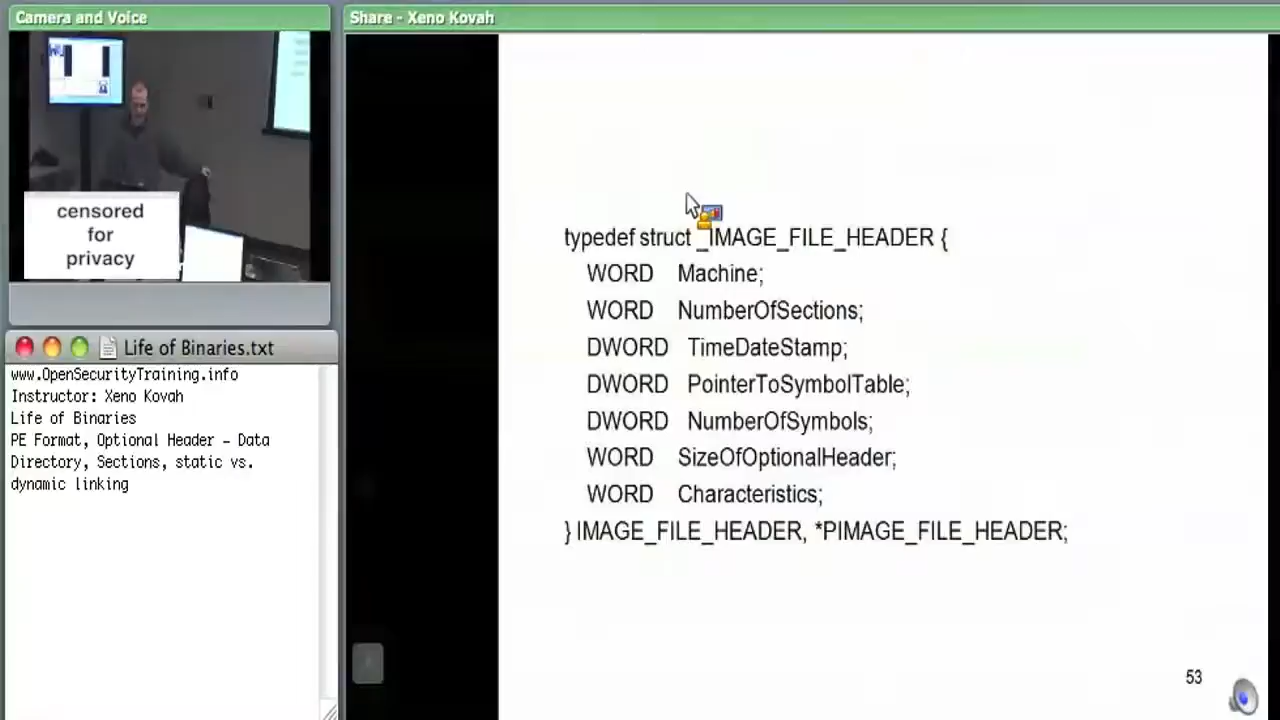 Camera and Voice
censored
for
privacy
Life of Binaries.txt
www.OpenSecurityTraining.info
Instructor: Xeno Kovah
Life of Binaries
PE Format, Optional Header – Data
Directory, Sections, static vs.
dynamic linking
Share - Xeno Kovah
typedef struct _IMAGE_FILE_HEADER {
WORD Machine;
WORD NumberOfSections;
DWORD TimeDateStamp;
DWORD PointerToSymbolTable;
DWORD NumberOfSymbols;
WORD SizeOfOptionalHeader;
WORD Characteristics;
} IMAGE_FILE_HEADER, *PIMAGE_FILE_HEADER;
53